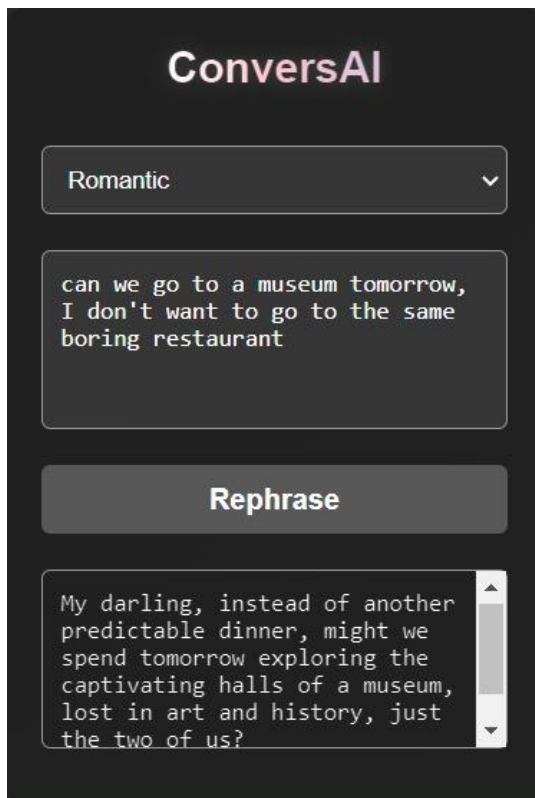 ConversAI
Romantic
can we go to a museum tomorrow,
I don't want to go to the same
boring restaurant
Rephrase
My darling, instead of another
predictable dinner, might we
spend tomorrow exploring the
captivating halls of a museum,
lost in art and history, just
the two of us?